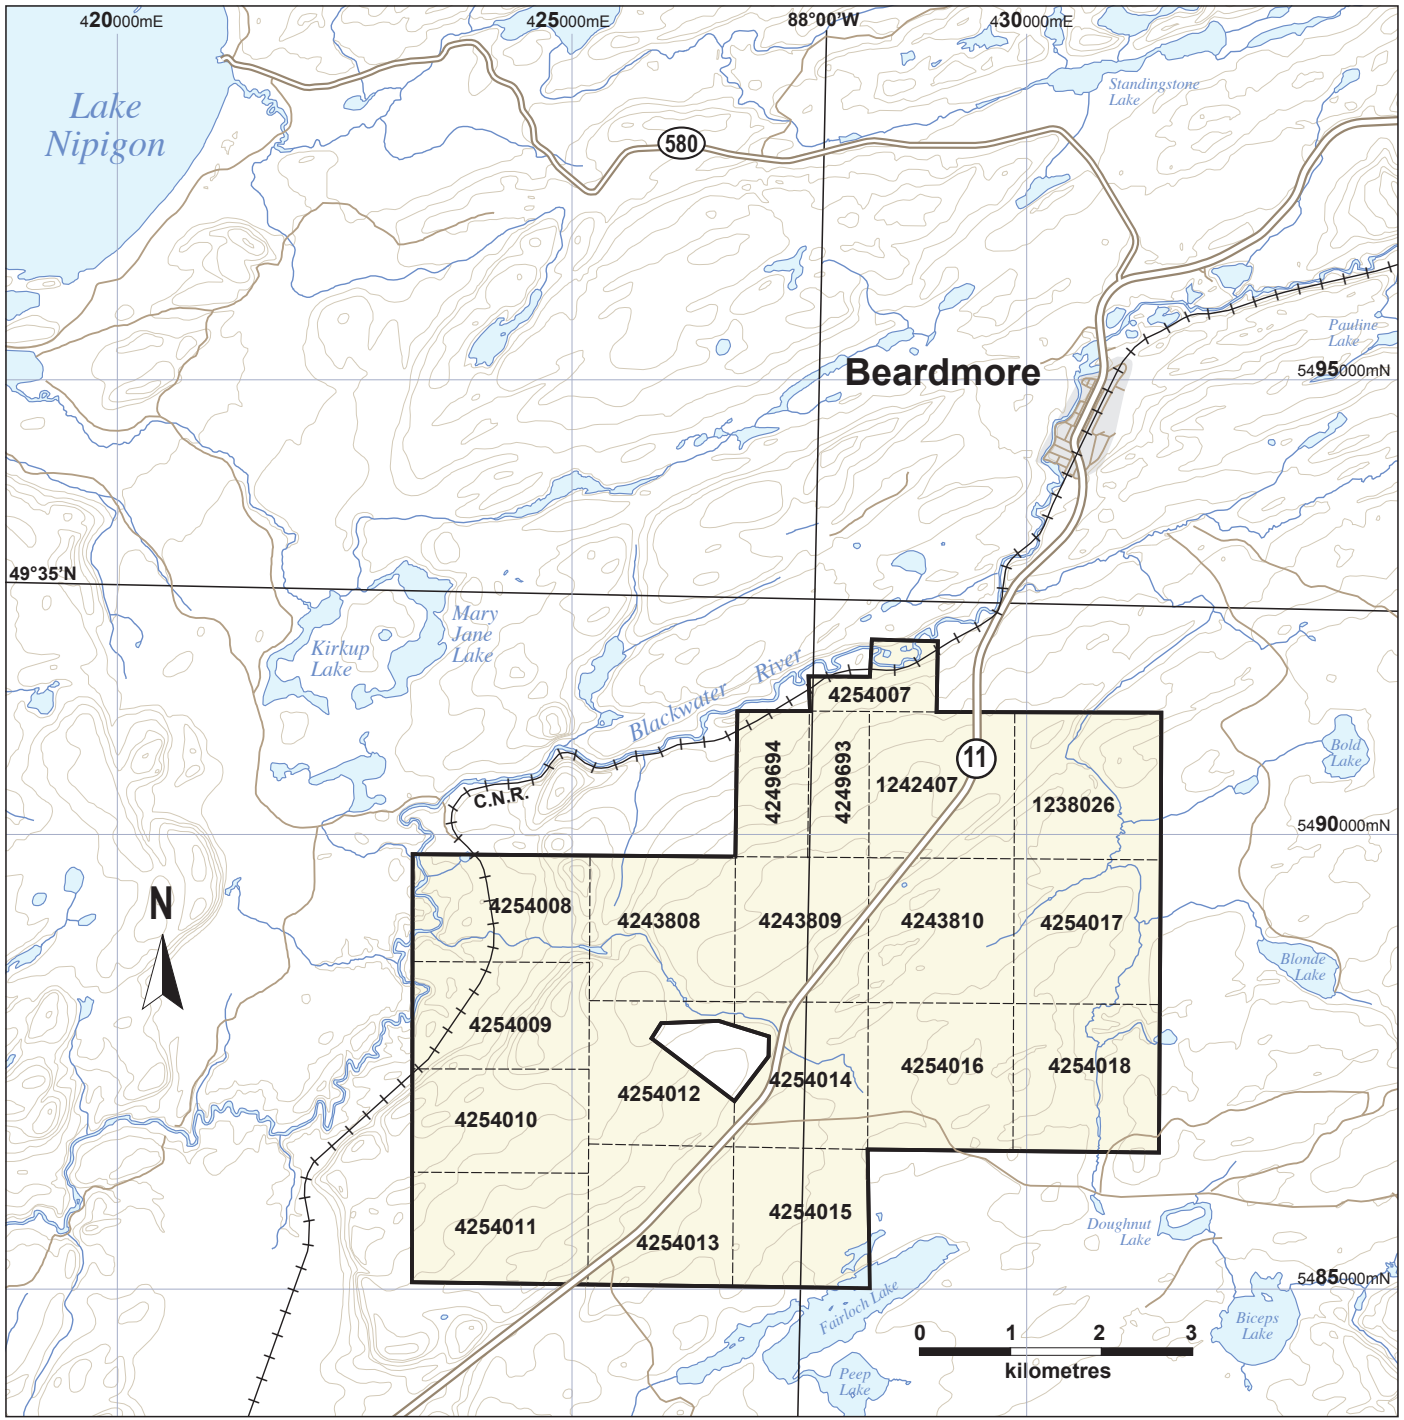 420000mE
425000mE
88°00'W
430000mE
Lake
Nipigon
Standingstone
Lake
580
Pauline
Lake
Beardmore
5495000mN
49°35'N
Mary
Jane
Lake
Kirkup
Lake
Blackwater River
4254007
4249694
4249693
1242407
11
1238026
Bold
Lake
C.N.R.
5490000mN
N
4254008
4243808
4243809
4243810
4254017
Blonde
Lake
4254009
4254012
4254014
4254016
4254018
4254010
4254011
4254013
4254015
Doughnut
Lake
5485000mN
Fairloch Lake
Biceps
Lake
0 1 2 3
kilometres
Peep
Lake